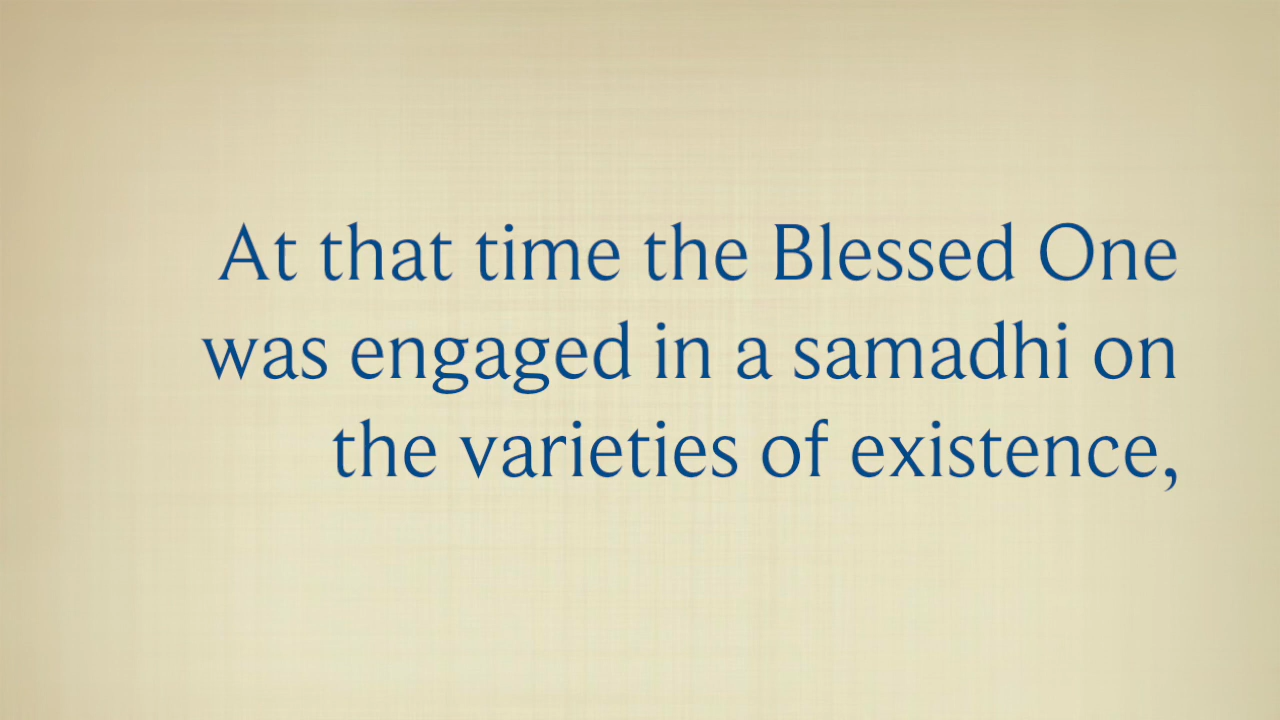 At that time the Blessed One
was engaged in a samadhi on
the varieties of existence,